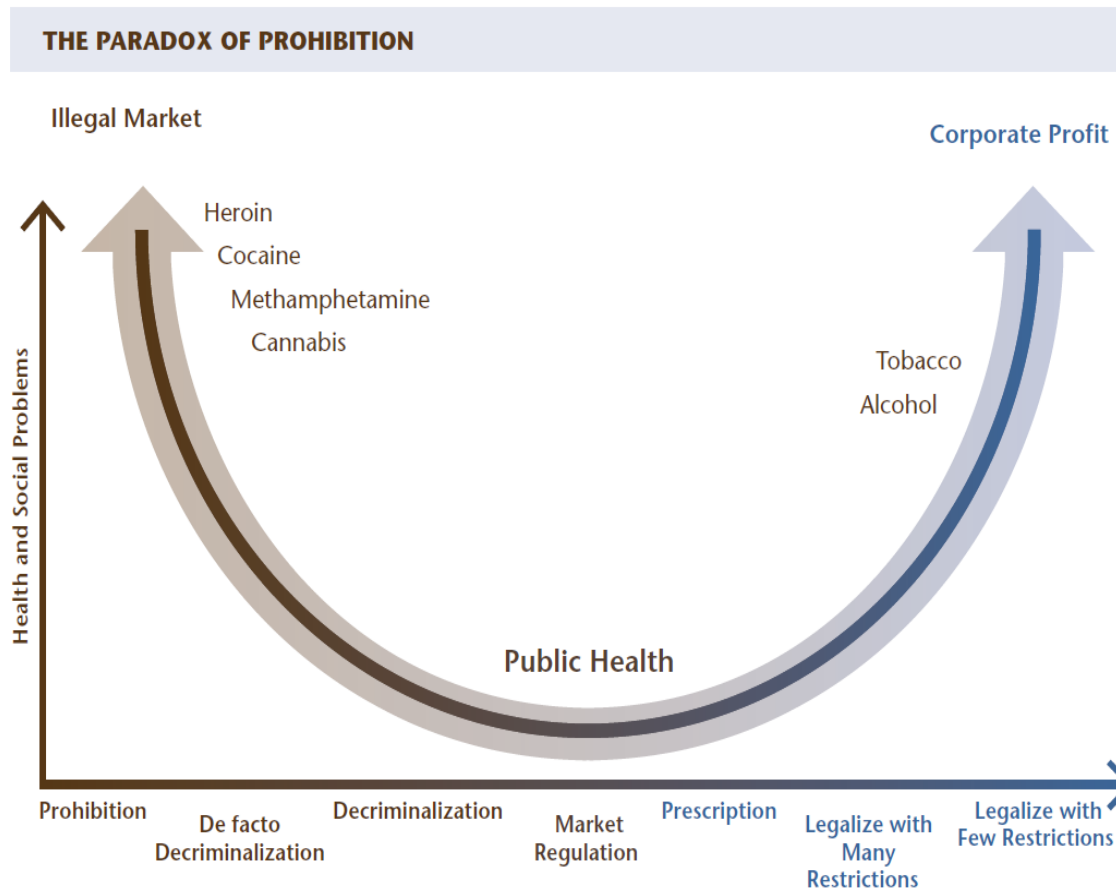 THE PARADOX OF PROHIBITION
Illegal Market
Corporate Profit
Heroin
Cocaine
Methamphetamine
Cannabis
Tobacco
Alcohol
Health and Social Problems
Public Health
Prohibition
De facto
Decriminalization
Decriminalization
Market
Regulation
Prescription
Legalize with
Many
Restrictions
Legalize with
Few Restrictions